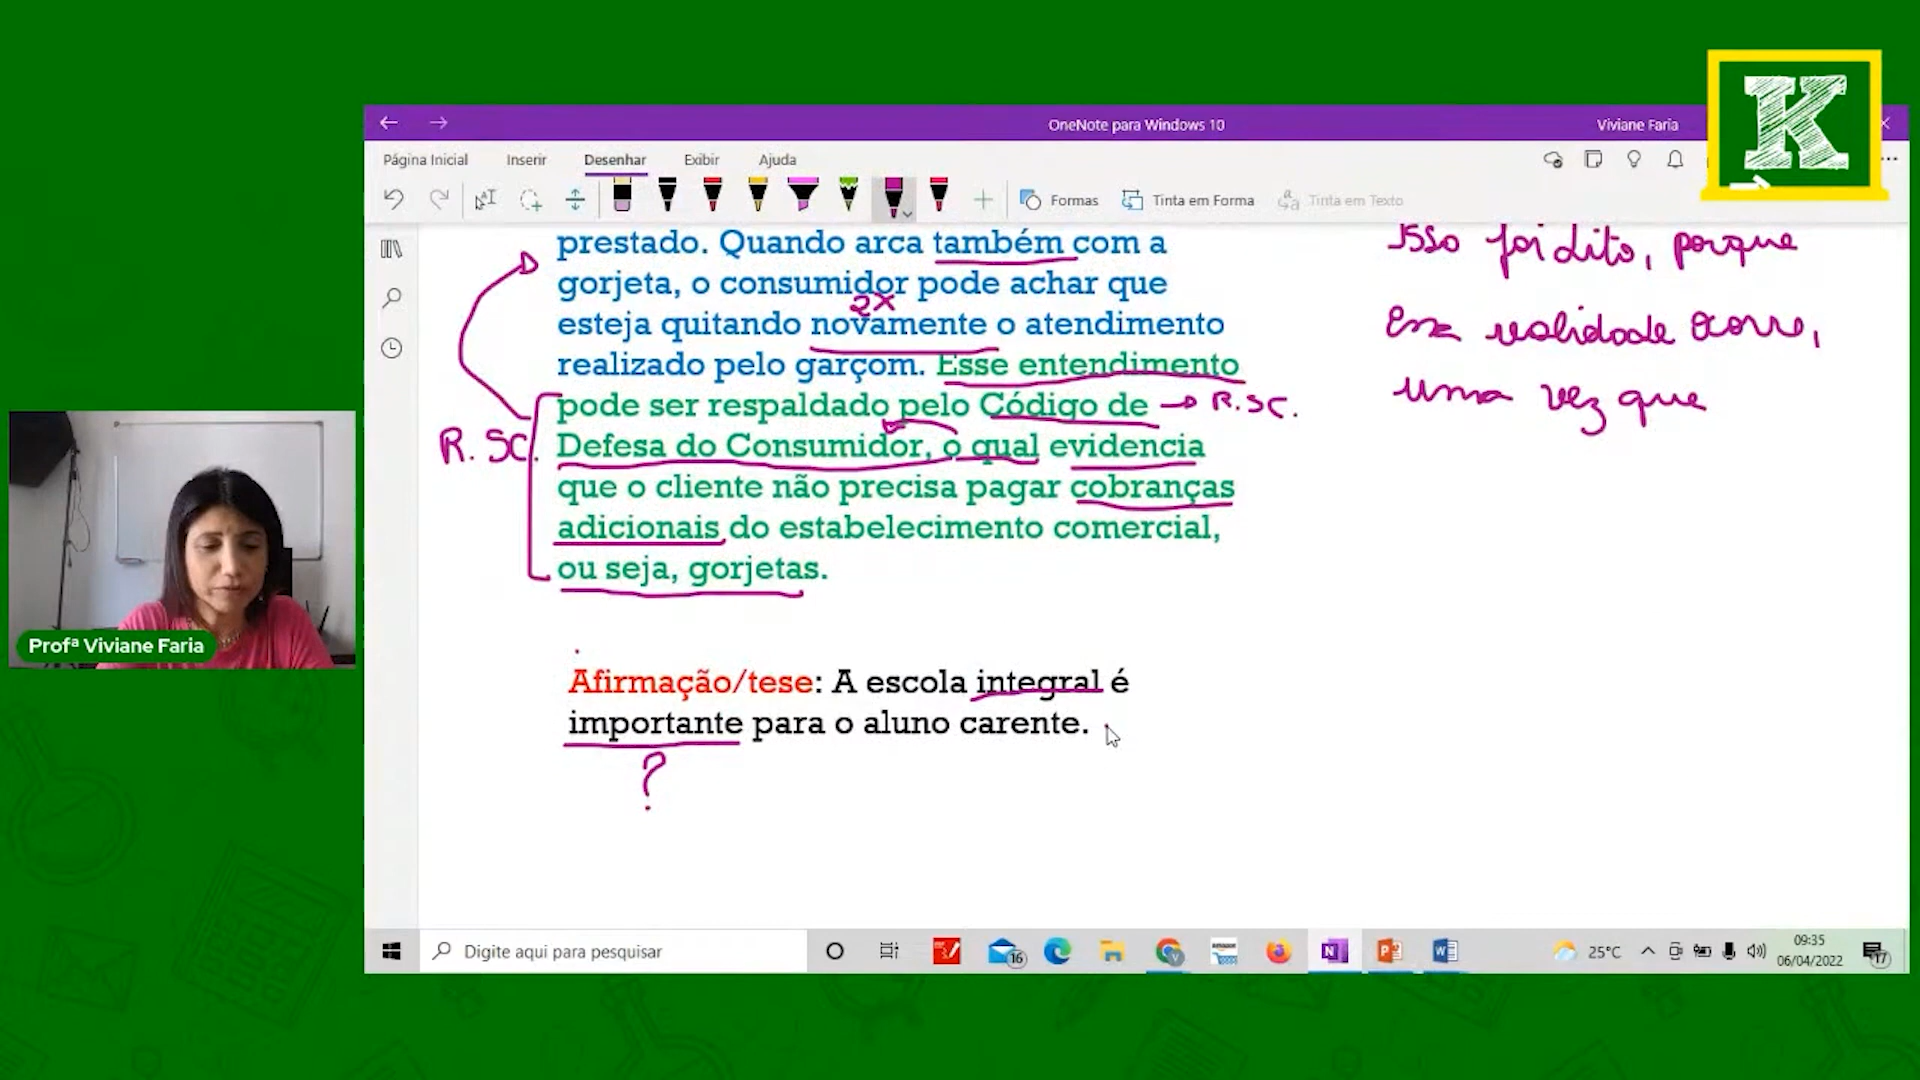 K
OneNote para Windows 10
Viviane Faria
Página Inicial Inserir Desenhar Exibir Ajuda
Formas Tinta em Forma Tinta em Texto
prestado. Quando arca também com a
gorjeta, o consumidor pode achar que
2x
esteja quitando novamente o atendimento
realizado pelo garçom. Esse entendimento
pode ser respaldado pelo Código de → R.SC.
R. SC.
Defesa do Consumidor, o qual evidencia
que o cliente não precisa pagar cobranças
adicionais do estabelecimento comercial,
ou seja, gorjetas.
Isso foi dito, porque
essa realidade ocorre,
uma vez que
Afirmação/tese: A escola integral é
importante para o aluno carente.
?
Profª Viviane Faria
Digite aqui para pesquisar
16
25°C
09:35
06/04/2022
17